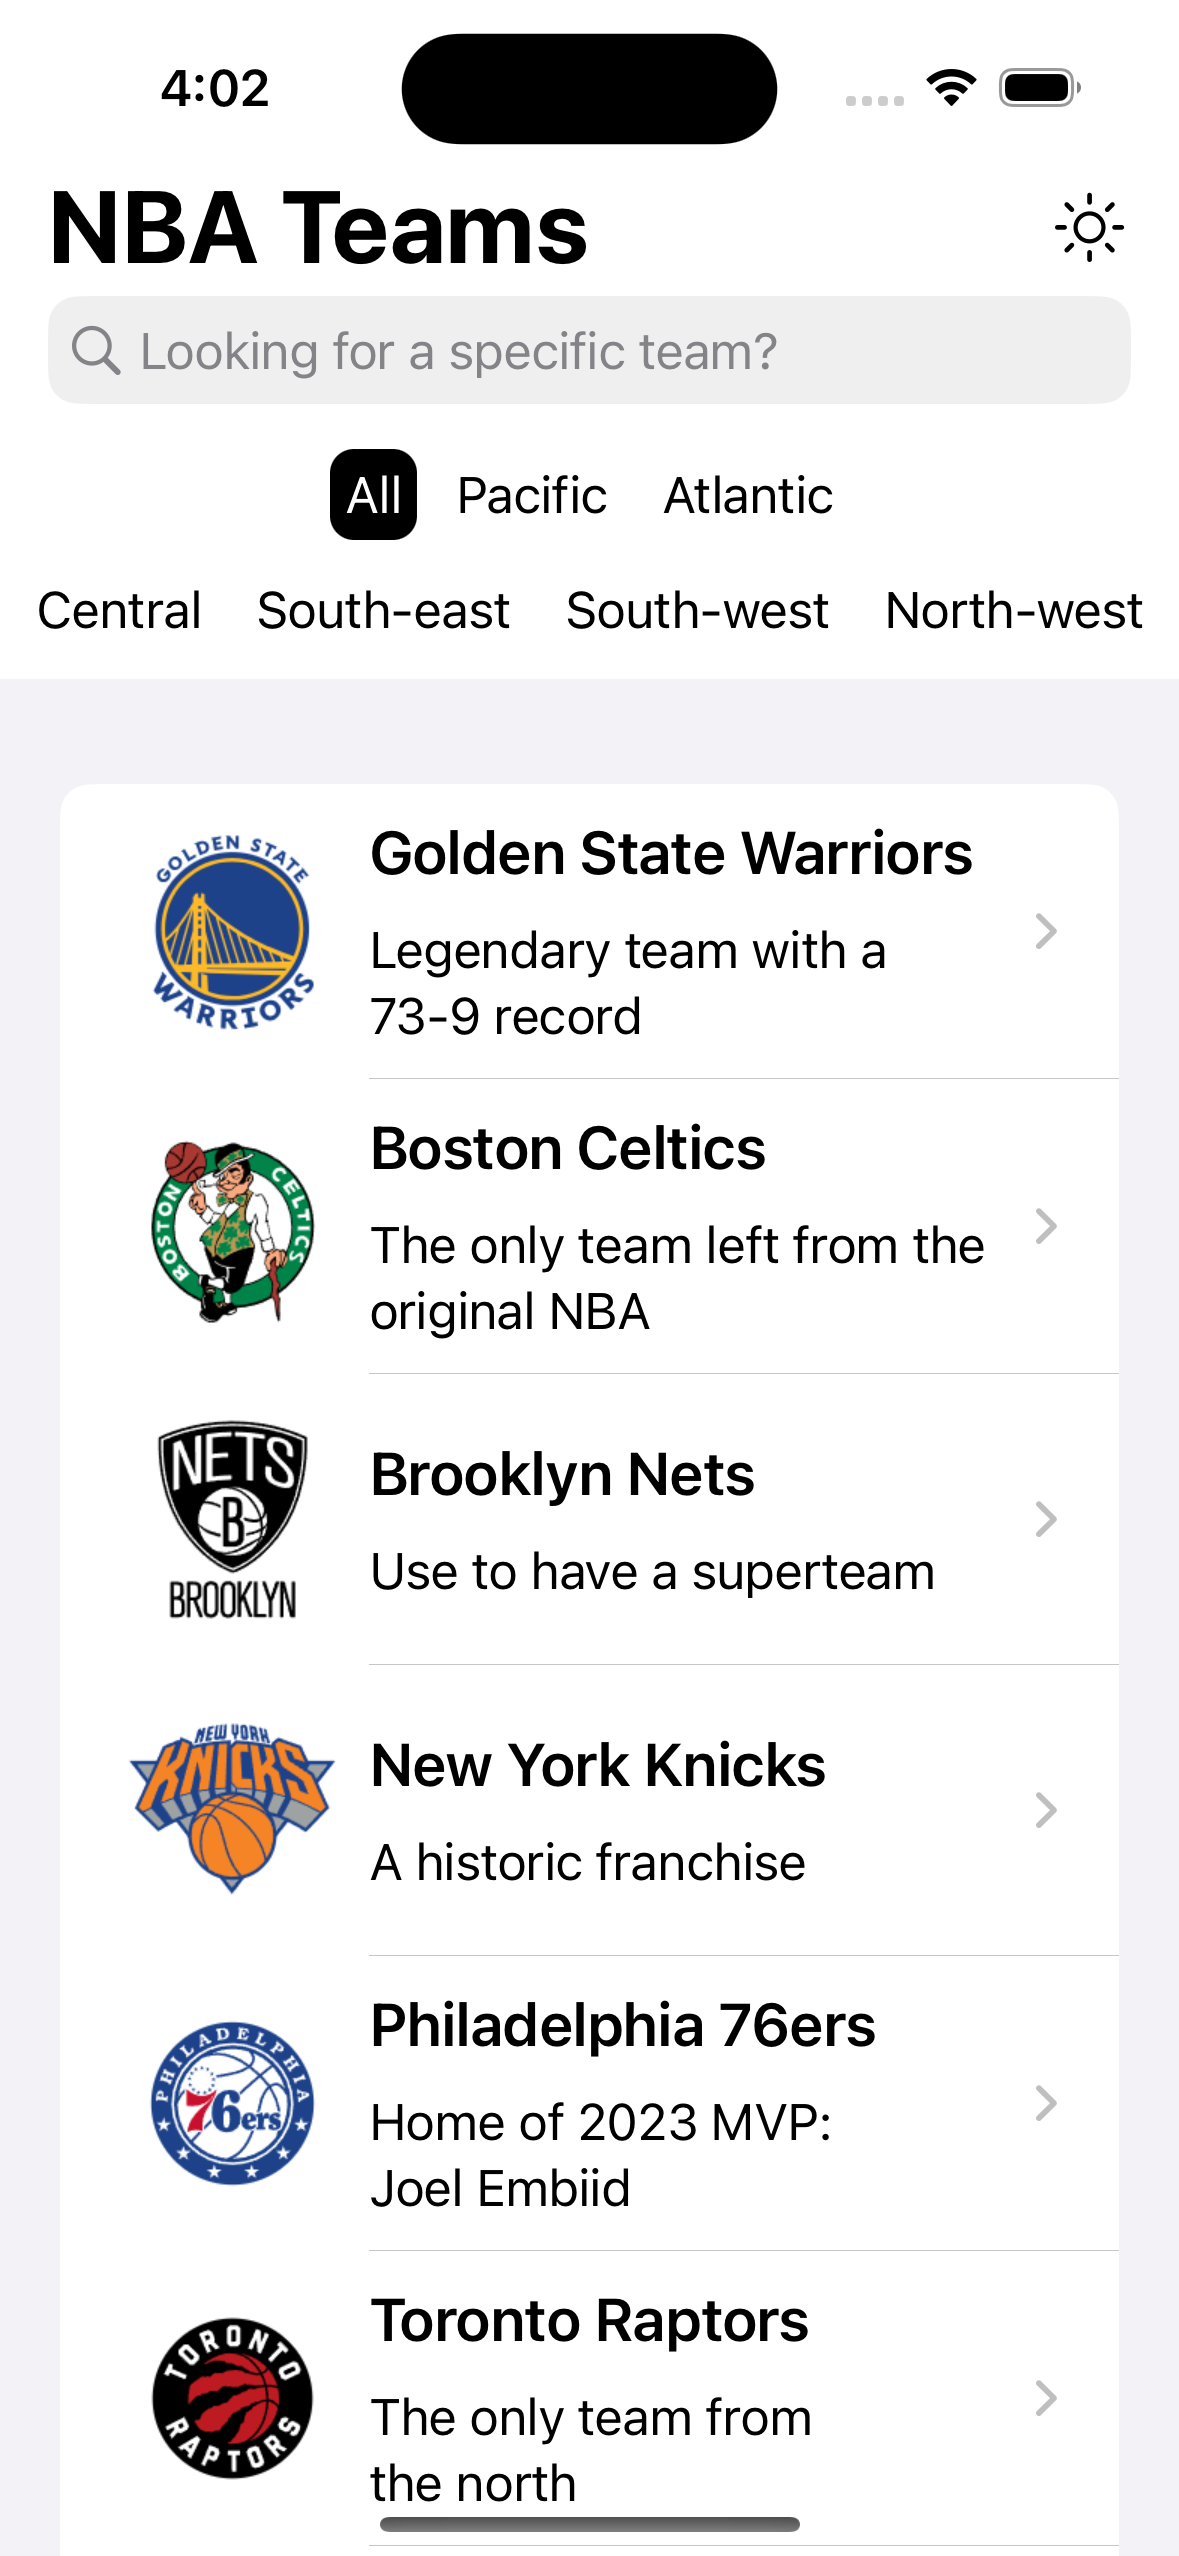 4:02
NBA Teams
Looking for a specific team?
All Pacific Atlantic
Central South-east South-west North-west
GOLDEN STATE
WARRIORS
Golden State Warriors
Legendary team with a
73-9 record
BOSTON CELTICS
Boston Celtics
The only team left from the
original NBA
NETS
B
BROOKLYN
Brooklyn Nets
Use to have a superteam
NEW YORK
KNICKS
New York Knicks
A historic franchise
PHILADELPHIA
76ers
Philadelphia 76ers
Home of 2023 MVP:
Joel Embiid
TORONTO
RAPTORS
Toronto Raptors
The only team from
the north